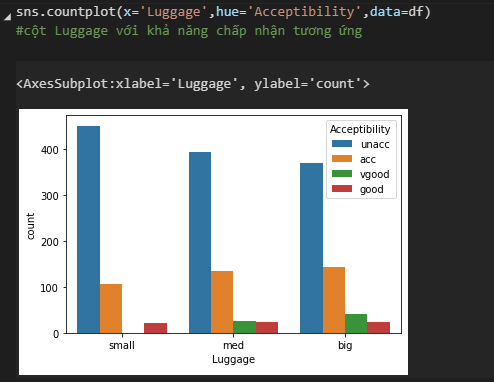 sns.countplot(x='Luggage',hue='Acceptibility',data=df)
#cột Luggage với khả năng chấp nhận tương ứng
<AxesSubplot:xlabel='Luggage', ylabel='count'>
Acceptibility
unacc
acc
vgood
good
400
300
200
100
0
count
small med big
Luggage